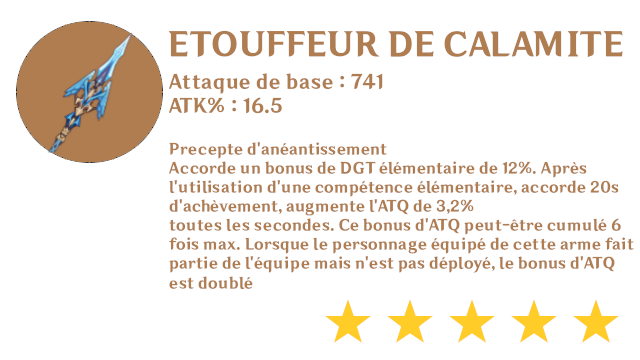 ETOUFFEUR DE CALAMITE
Attaque de base : 741
ATK% : 16.5
Precepte d'anéantissement
Accorde un bonus de DGT élémentaire de 12%. Après
l'utilisation d'une compétence élémentaire, accorde 20s
d'achèvement, augmente l'ATQ de 3,2%
toutes les secondes. Ce bonus d'ATQ peut-être cumulé 6
fois max. Lorsque le personnage équipé de cette arme fait
partie de l'équipe mais n'est pas déployé, le bonus d'ATQ
est doublé